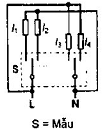 I1 I2 I3 I4
S
L N
S = Mẫu